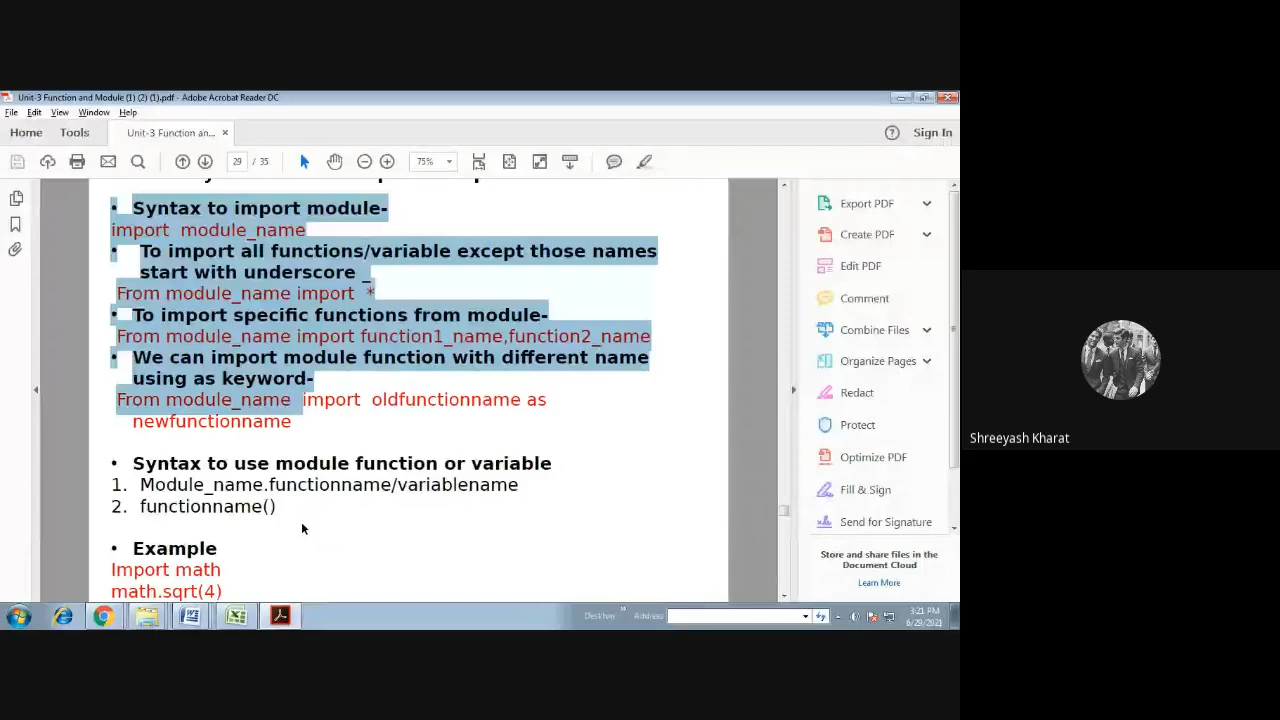 Unit-3 Function and Module (1) (2) (1).pdf - Adobe Acrobat Reader DC
File Edit View Window Help
Home Tools Unit-3 Function an... × Sign In
29 / 35 75%
• Syntax to import module-
import module_name
• To import all functions/variable except those names
start with underscore _
From module_name import *
• To import specific functions from module-
From module_name import function1_name,function2_name
• We can import module function with different name
using as keyword-
From module_name import oldfunctionname as
newfunctionname
• Syntax to use module function or variable
1. Module_name.functionname/variablename
2. functionname()
• Example
Import math
math.sqrt(4)
Export PDF
Create PDF
Edit PDF
Comment
Combine Files
Organize Pages
Redact
Protect
Optimize PDF
Fill & Sign
Send for Signature
Store and share files in the
Document Cloud
Learn More
Shreeyash Kharat
Desktop » Address
3:21 PM
6/29/2021